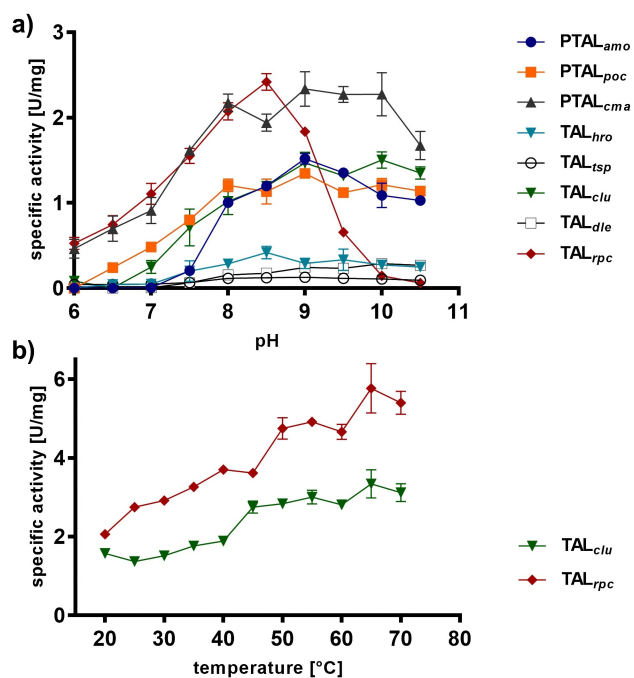 a)
specific activity [U/mg]
3
2
1
0
6 7 8 9 10 11
pH
PTALamo
PTALpoc
PTALcma
TALhro
TALtsp
TALclu
TALdle
TALrpc
b)
specific activity [U/mg]
6
4
2
0
20 30 40 50 60 70 80
temperature [°C]
TALclu
TALrpc